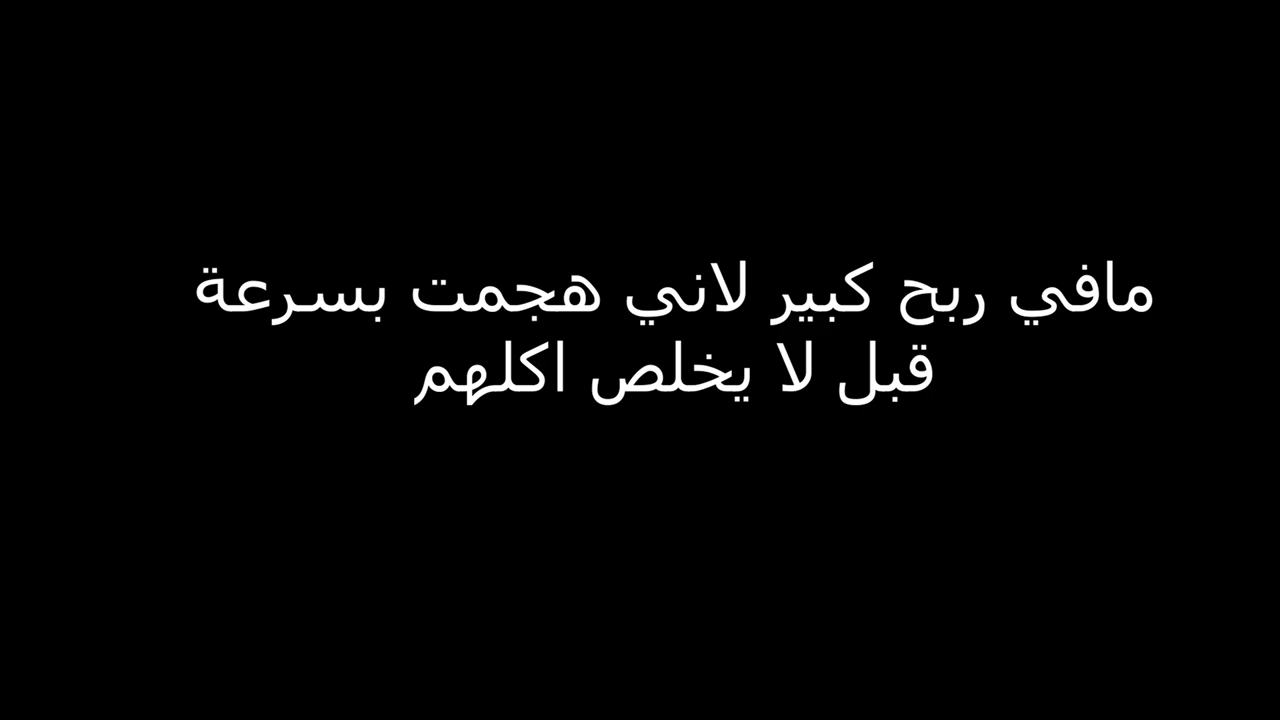 مافي ربح كبير لاني هجمت بسرعة
قبل لا يخلص اكلهم